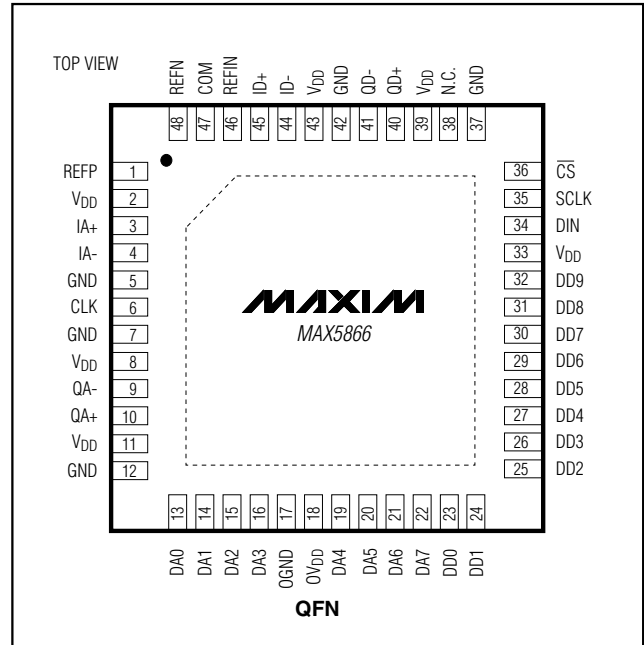 TOP VIEW
REFN COM REFIN ID+ ID- VDD GND QD- QD+ VDD N.C. GND
48 47 46 45 44 43 42 41 40 39 38 37
REFP 1 36 CS
VDD 2 35 SCLK
IA+ 3 34 DIN
IA- 4 33 VDD
GND 5 32 DD9
CLK 6 31 DD8
GND 7 30 DD7
VDD 8 29 DD6
QA- 9 28 DD5
QA+ 10 27 DD4
VDD 11 26 DD3
GND 12 25 DD2
MAXIM
MAX5866
13 14 15 16 17 18 19 20 21 22 23 24
DA0 DA1 DA2 DA3 OGND OVDD DA4 DA5 DA6 DA7 DD0 DD1
QFN